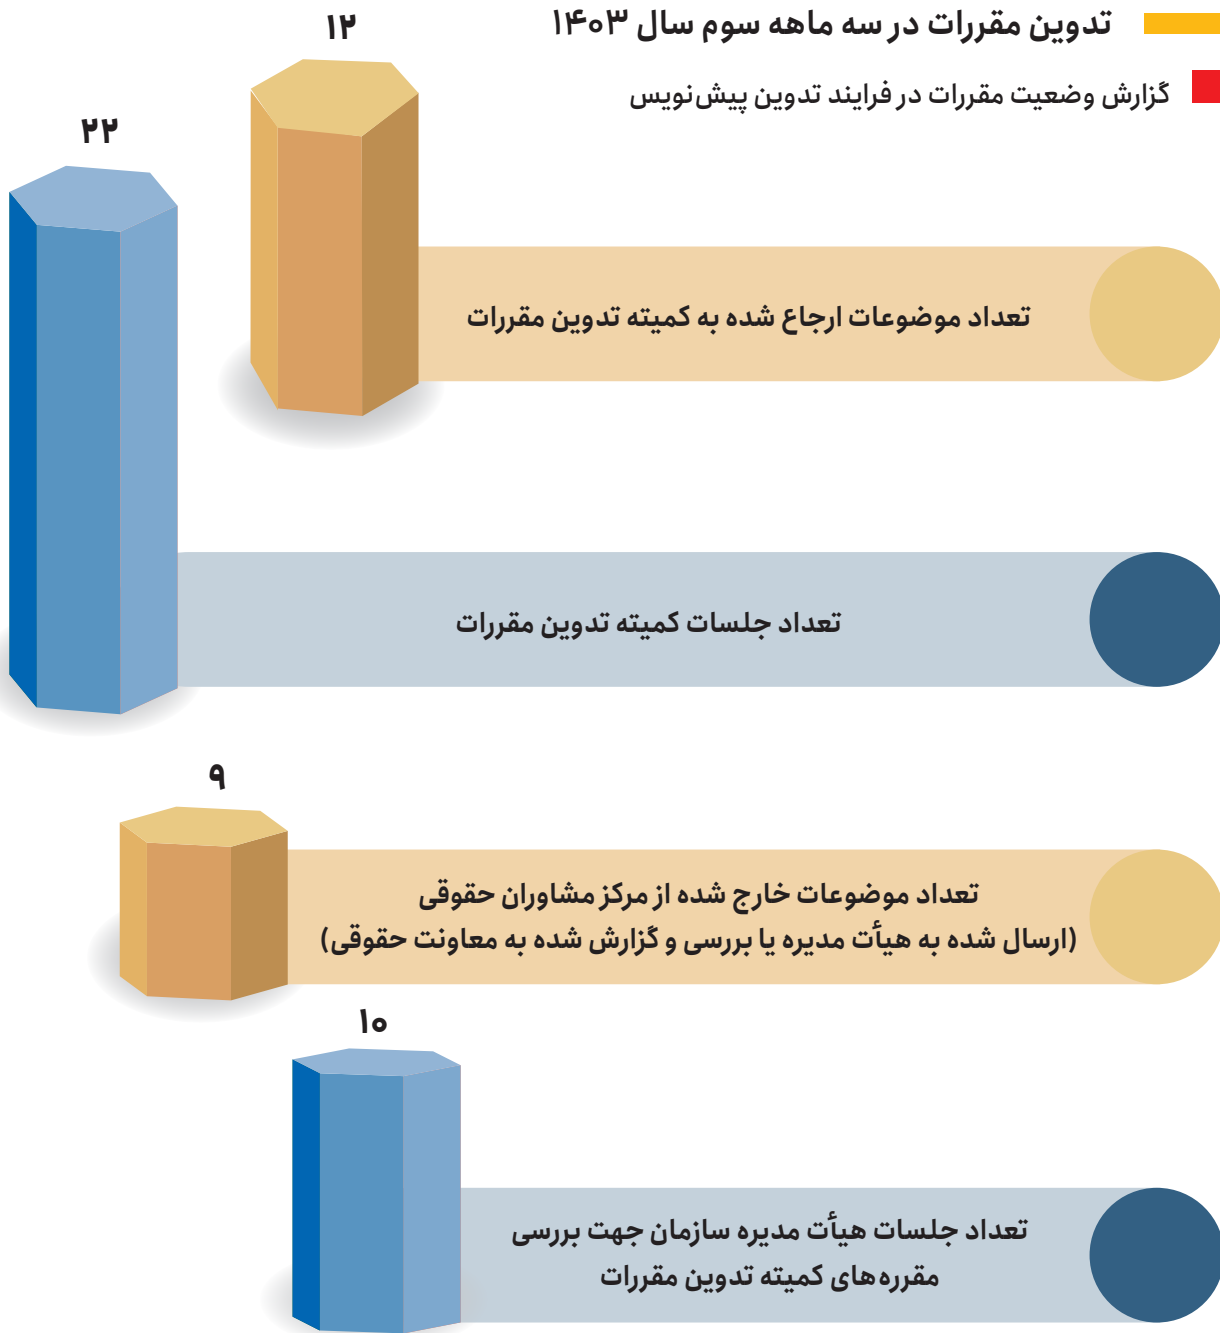 تدوین مقررات در سه ماهه سوم سال ۱۴۰۳
گزارش وضعیت مقررات در فرایند تدوین پیش‌نویس
۱۲
تعداد موضوعات ارجاع شده به کمیته تدوین مقررات
۲۲
تعداد جلسات کمیته تدوین مقررات
۹
تعداد موضوعات خارج شده از مرکز مشاوران حقوقی
(ارسال شده به هیأت مدیره یا بررسی و گزارش شده به معاونت حقوقی)
۱۰
تعداد جلسات هیأت مدیره سازمان جهت بررسی
مقرره‌های کمیته تدوین مقررات